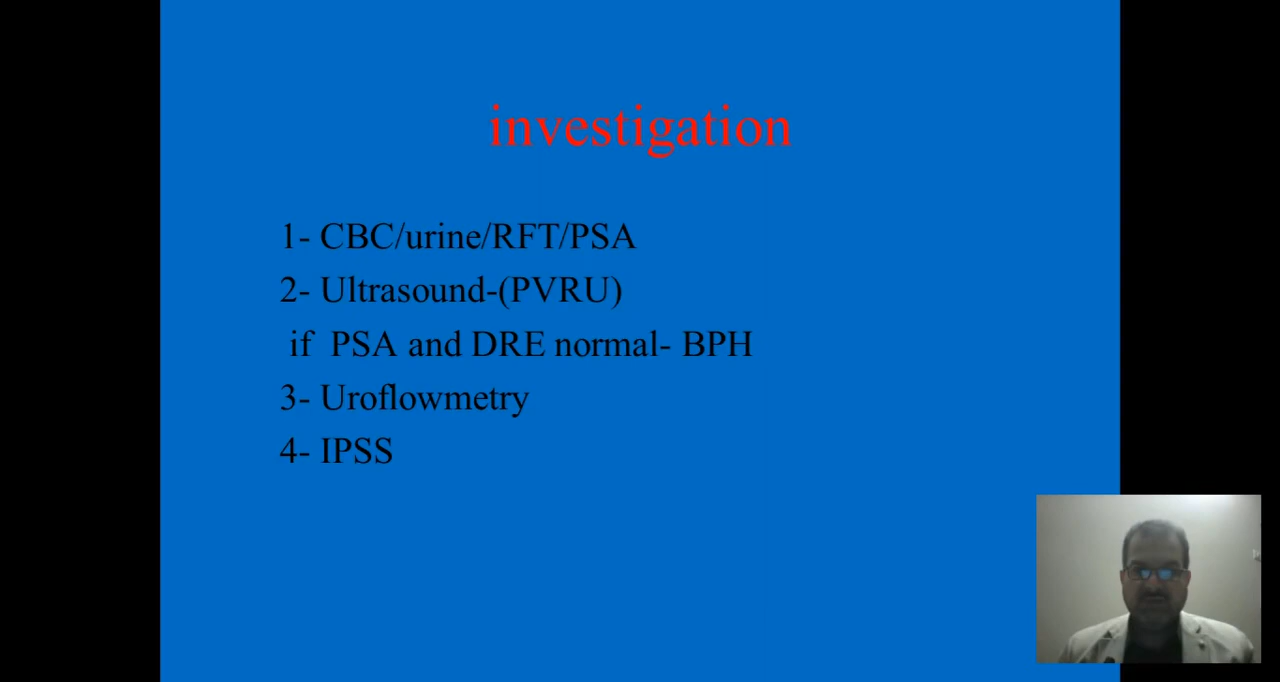 investigation
1- CBC/urine/RFT/PSA
2- Ultrasound-(PVRU)
if PSA and DRE normal- BPH
3- Uroflowmetry
4- IPSS